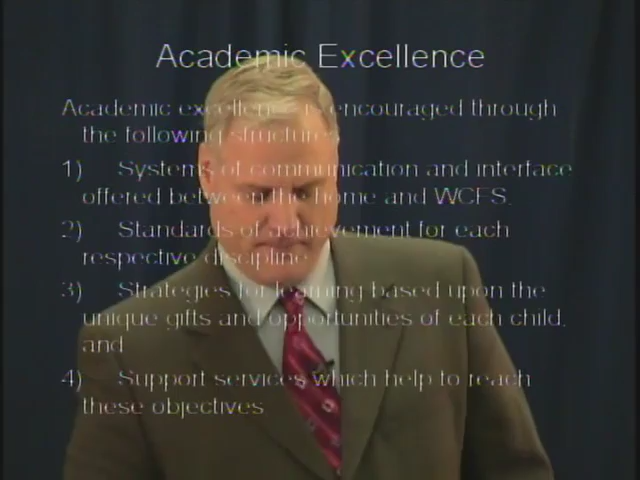 Academic Excellence
Academic excellence is encouraged through
the following structures
1) Systems of communication and interface
offered between the home and WCFS.
2) Standards of achievement for each
respective discipline
3) Strategies for learning based upon the
unique gifts and opportunities of each child,
and
4) Support services which help to reach
these objectives